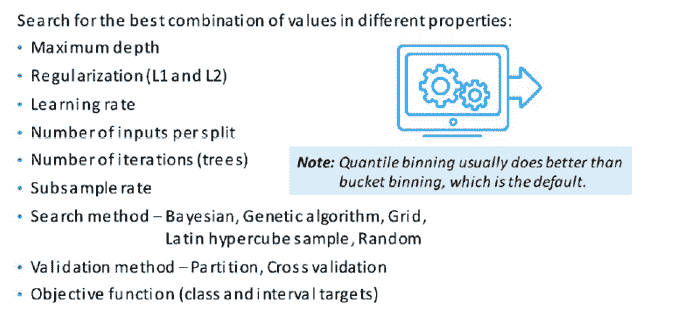 Search for the best combination of values in different properties:
• Maximum depth
• Regularization (L1 and L2)
• Learning rate
• Number of inputs per split
• Number of iterations (trees)
Note: Quantile binning usually does better than
bucket binning, which is the default.
• Subsample rate
• Search method – Bayesian, Genetic algorithm, Grid,
Latin hypercube sample, Random
• Validation method – Partition, Cross validation
• Objective function (class and interval targets)